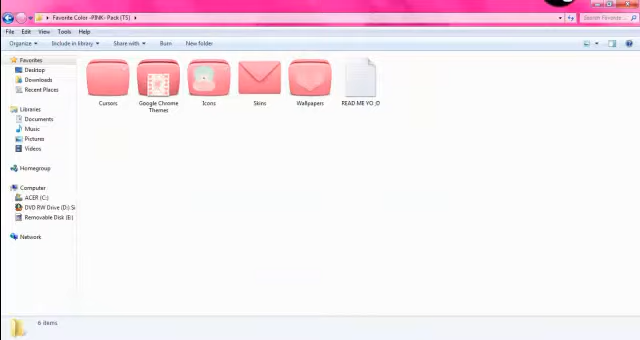 Favorite Color -PINK- Pack (TS)
Search Favorite ...
File Edit View Tools Help
Organize Include in library Share with Burn New folder
Favorites
Desktop
Downloads
Recent Places
Libraries
Documents
Music
Pictures
Videos
Homegroup
Computer
ACER (C:)
DVD RW Drive (D:) Si
Removable Disk (E:)
Network
Cursors
Google Chrome
Themes
Icons
Skins
Wallpapers
READ ME YO ;D
6 items